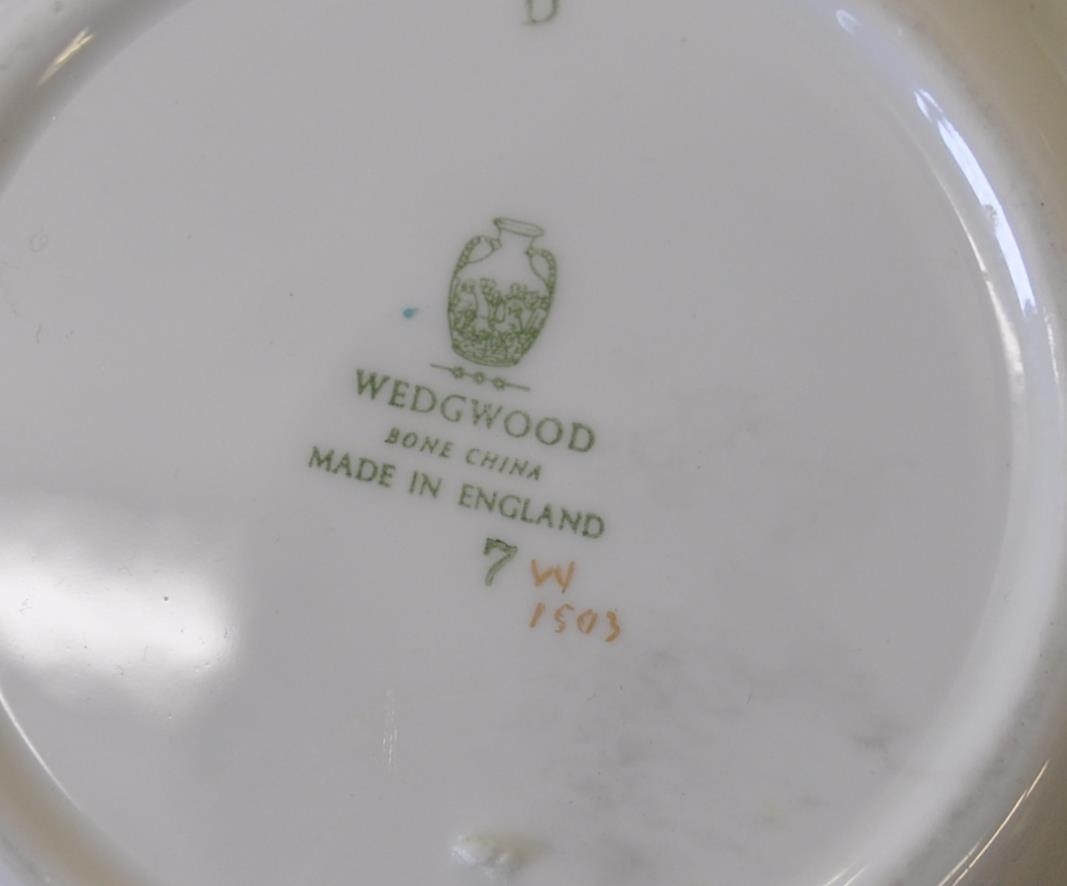 D
WEDGWOOD
BONE CHINA
MADE IN ENGLAND
7 W
1503